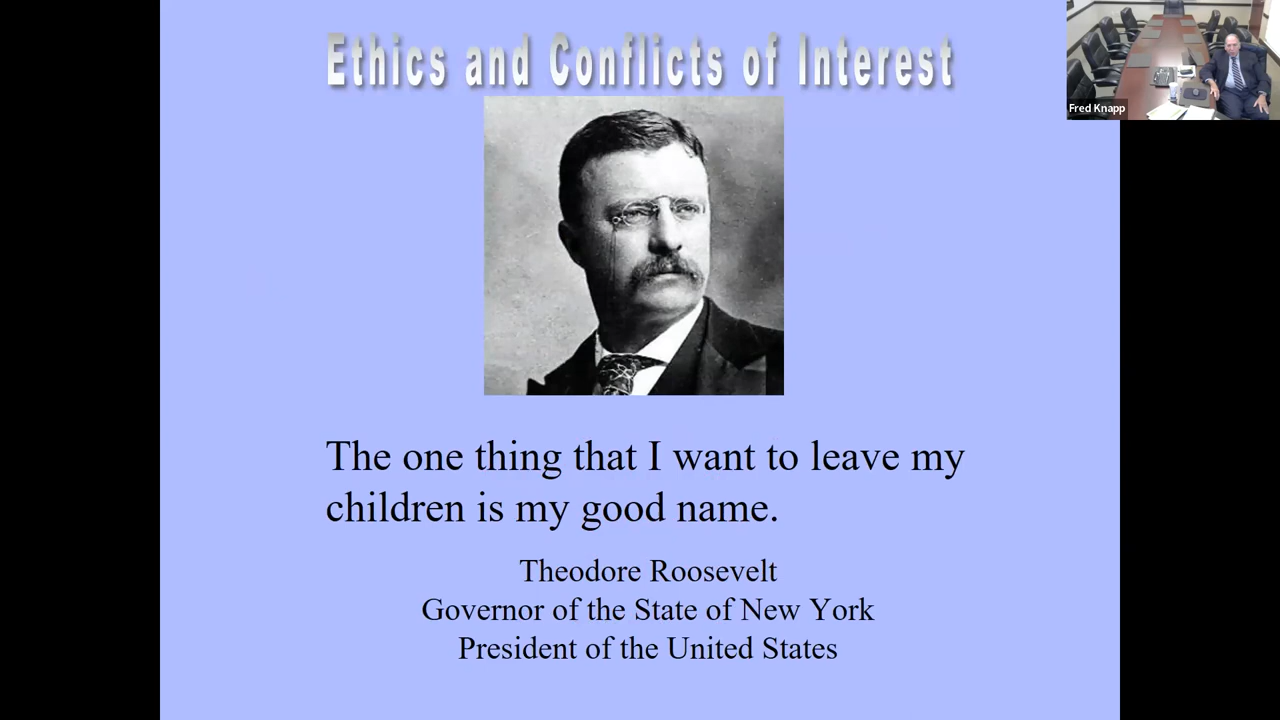 Ethics and Conflicts of Interest
Fred Knapp
The one thing that I want to leave my
children is my good name.
Theodore Roosevelt
Governor of the State of New York
President of the United States